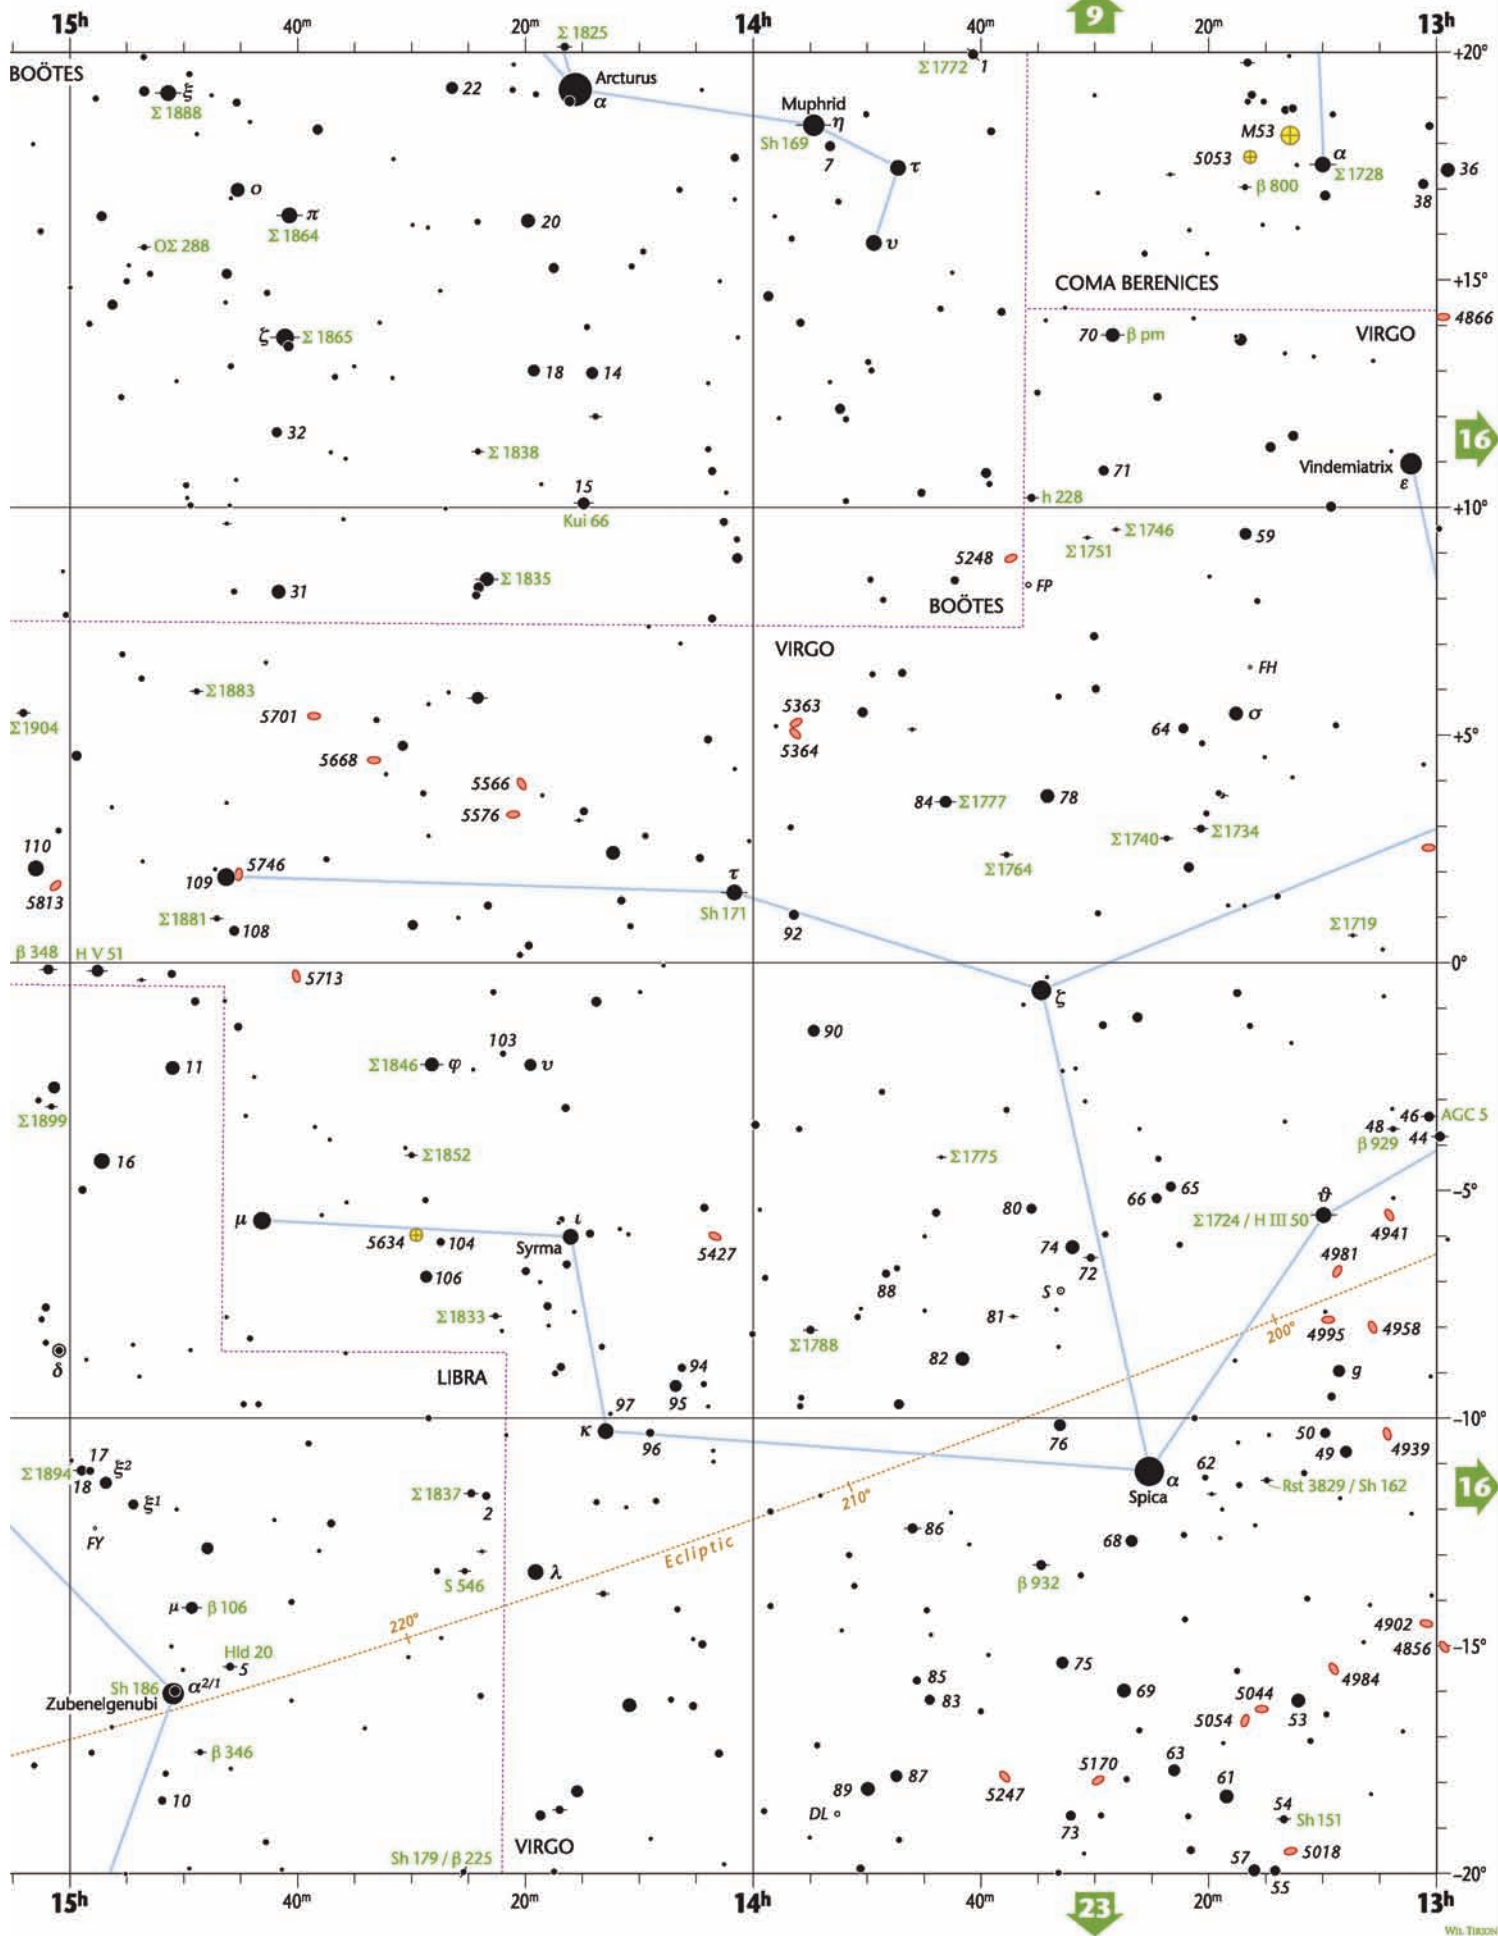 9
15h 40m 20m 14h 40m 20m 13h
Σ 1825
Σ 1772 1 +20°
BOÖTES
ξ 22 Arcturus
α
Σ 1888
Muphrid
η
Sh 169
7
τ
M53
5053
α
β 800
Σ 1728
36
38
ο
π
Σ 1864
20
υ
OΣ 288
COMA BERENICES
+15°
4866
ζ Σ 1865
70 β pm
VIRGO
18 14
32
Σ 1838
71
Vindemiatrix
ε
16
15
Kui 66
h 228
+10°
Σ 1746
Σ 1751
59
5248
FP
31
Σ 1835
BOÖTES
VIRGO
FH
Σ 1883
Σ 1904
5701
5363
5364
64
σ
+5°
5668
5566
5576
84 Σ 1777
78
Σ 1740
Σ 1734
110
5746
109
5813
τ
Sh 171
Σ 1764
Σ 1881
108
92
Σ 1719
β 348 H V 51
5713
0°
ζ
103
90
11
Σ 1846 φ
υ
Σ 1899
46 AGC 5
48
44
β 929
16
Σ 1852
Σ 1775
65
66
-5°
μ
ι
Syrma
5634
104
5427
80
ϑ
Σ 1724 / H III 50
4941
4981
106
74
72
88
S
Σ 1833
81
Σ 1788
4995
4958
200°
δ
LIBRA
94
95
82
g
97
κ
96
76
-10°
50
49
4939
17
Σ 1894
18
ξ2
ξ1
62
α
Spica
Rst 3829 / Sh 162
16
Σ 1837
2
210°
FY
86
68
Ecliptic
S 546
λ
β 932
μ β 106
220°
4902
4856
-15°
Hld 20
5
Sh 186 α2/1
Zubenelgenubi
75
85
83
69
4984
5044
5054
53
β 346
63
5170
10
89
87
5247
61
DL
73
54
Sh 151
VIRGO
5018
Sh 179 / β 225
57
55
-20°
15h 40m 20m 14h 40m 20m 13h
23
WIL TIRION